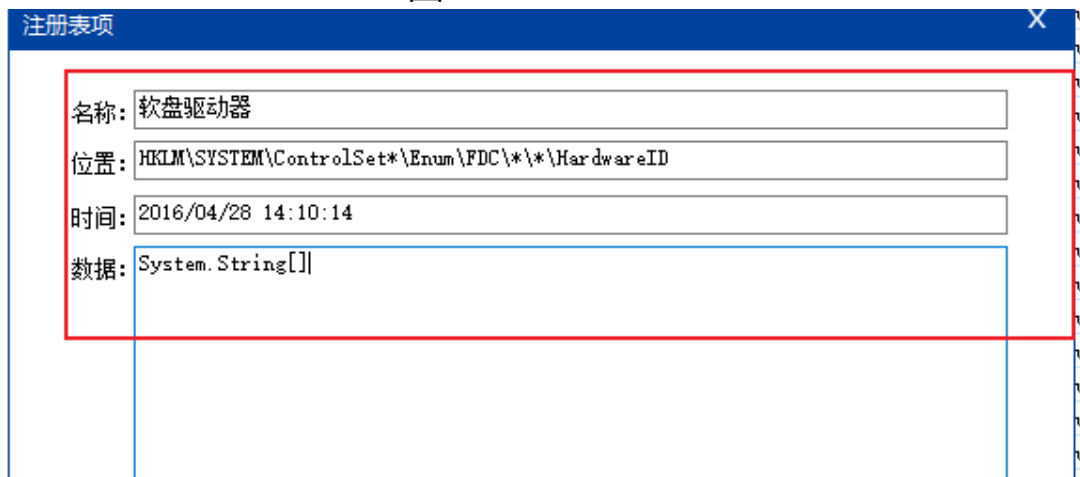 注册表项 X
名称：软盘驱动器
位置：HKLM\SYSTEM\ControlSet*\Enum\FDC\*\*\HardwareID
时间：2016/04/28 14:10:14
数据：System.String[]